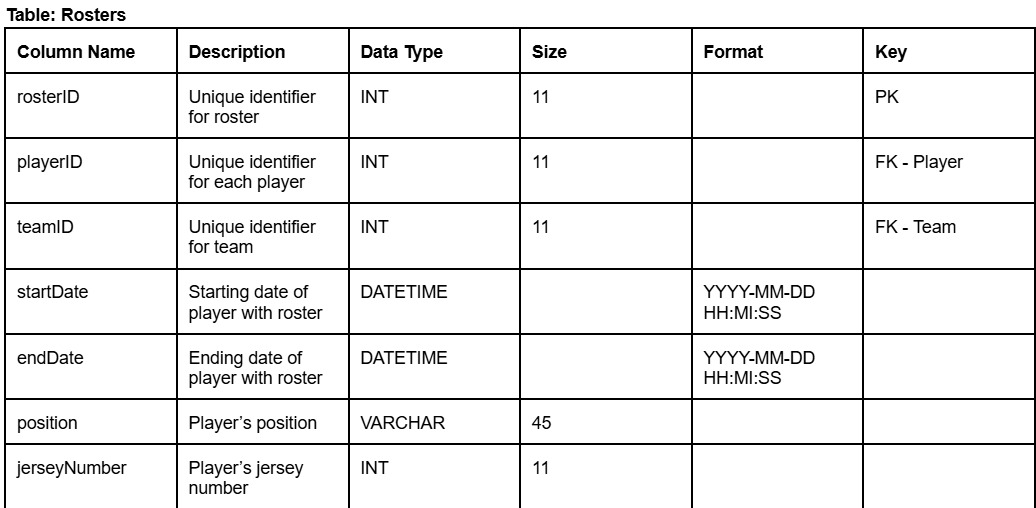 Table: Rosters
Column Name Description Data Type Size Format Key
rosterID Unique identifier for roster INT 11 PK
playerID Unique identifier for each player INT 11 FK - Player
teamID Unique identifier for team INT 11 FK - Team
startDate Starting date of player with roster DATETIME YYYY-MM-DD HH:MI:SS
endDate Ending date of player with roster DATETIME YYYY-MM-DD HH:MI:SS
position Player’s position VARCHAR 45
jerseyNumber Player’s jersey number INT 11